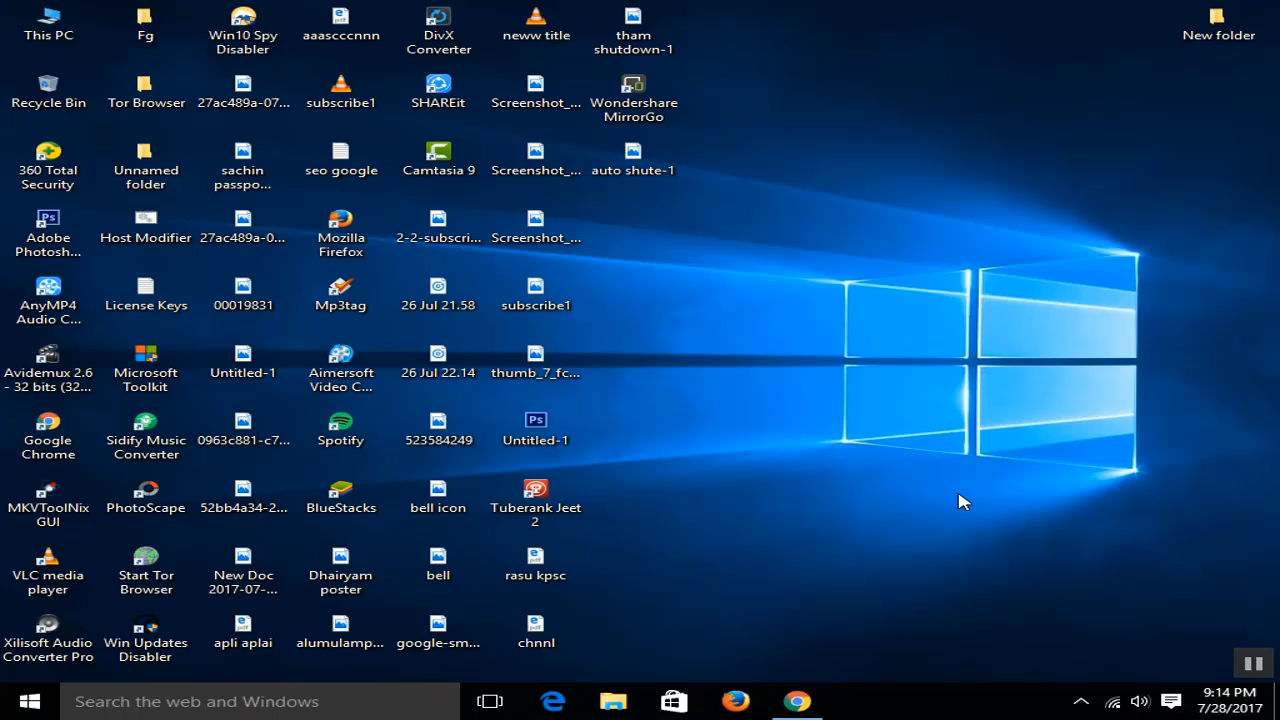 This PC
Fg
Win10 Spy
Disabler
aaascccnnn
DivX
Converter
neww title
tham
shutdown-1
New folder
Recycle Bin
Tor Browser
27ac489a-07...
subscribe1
SHAREit
Screenshot_...
Wondershare
MirrorGo
360 Total
Security
Unnamed
folder
sachin
passpo...
seo google
Camtasia 9
Screenshot_...
auto shute-1
Ps
Adobe
Photosh...
Host Modifier
27ac489a-0...
Mozilla
Firefox
2-2-subscri...
Screenshot_...
AnyMP4
Audio C...
License Keys
00019831
Mp3tag
26 Jul 21.58
subscribe1
Avidemux 2.6
- 32 bits (32...
Microsoft
Toolkit
Untitled-1
Aimersoft
Video C...
26 Jul 22.14
thumb_7_fc...
Google
Chrome
Sidify Music
Converter
0963c881-c7...
Spotify
523584249
Ps
Untitled-1
MKVToolNix
GUI
PhotoScape
52bb4a34-2...
BlueStacks
bell icon
Tuberank Jeet
2
VLC media
player
Start Tor
Browser
New Doc
2017-07-...
Dhairyam
poster
bell
rasu kpsc
Xilisoft Audio
Converter Pro
Win Updates
Disabler
apli aplai
alumulamp...
google-sm...
chnnl
Search the web and Windows
9:14 PM
7/28/2017